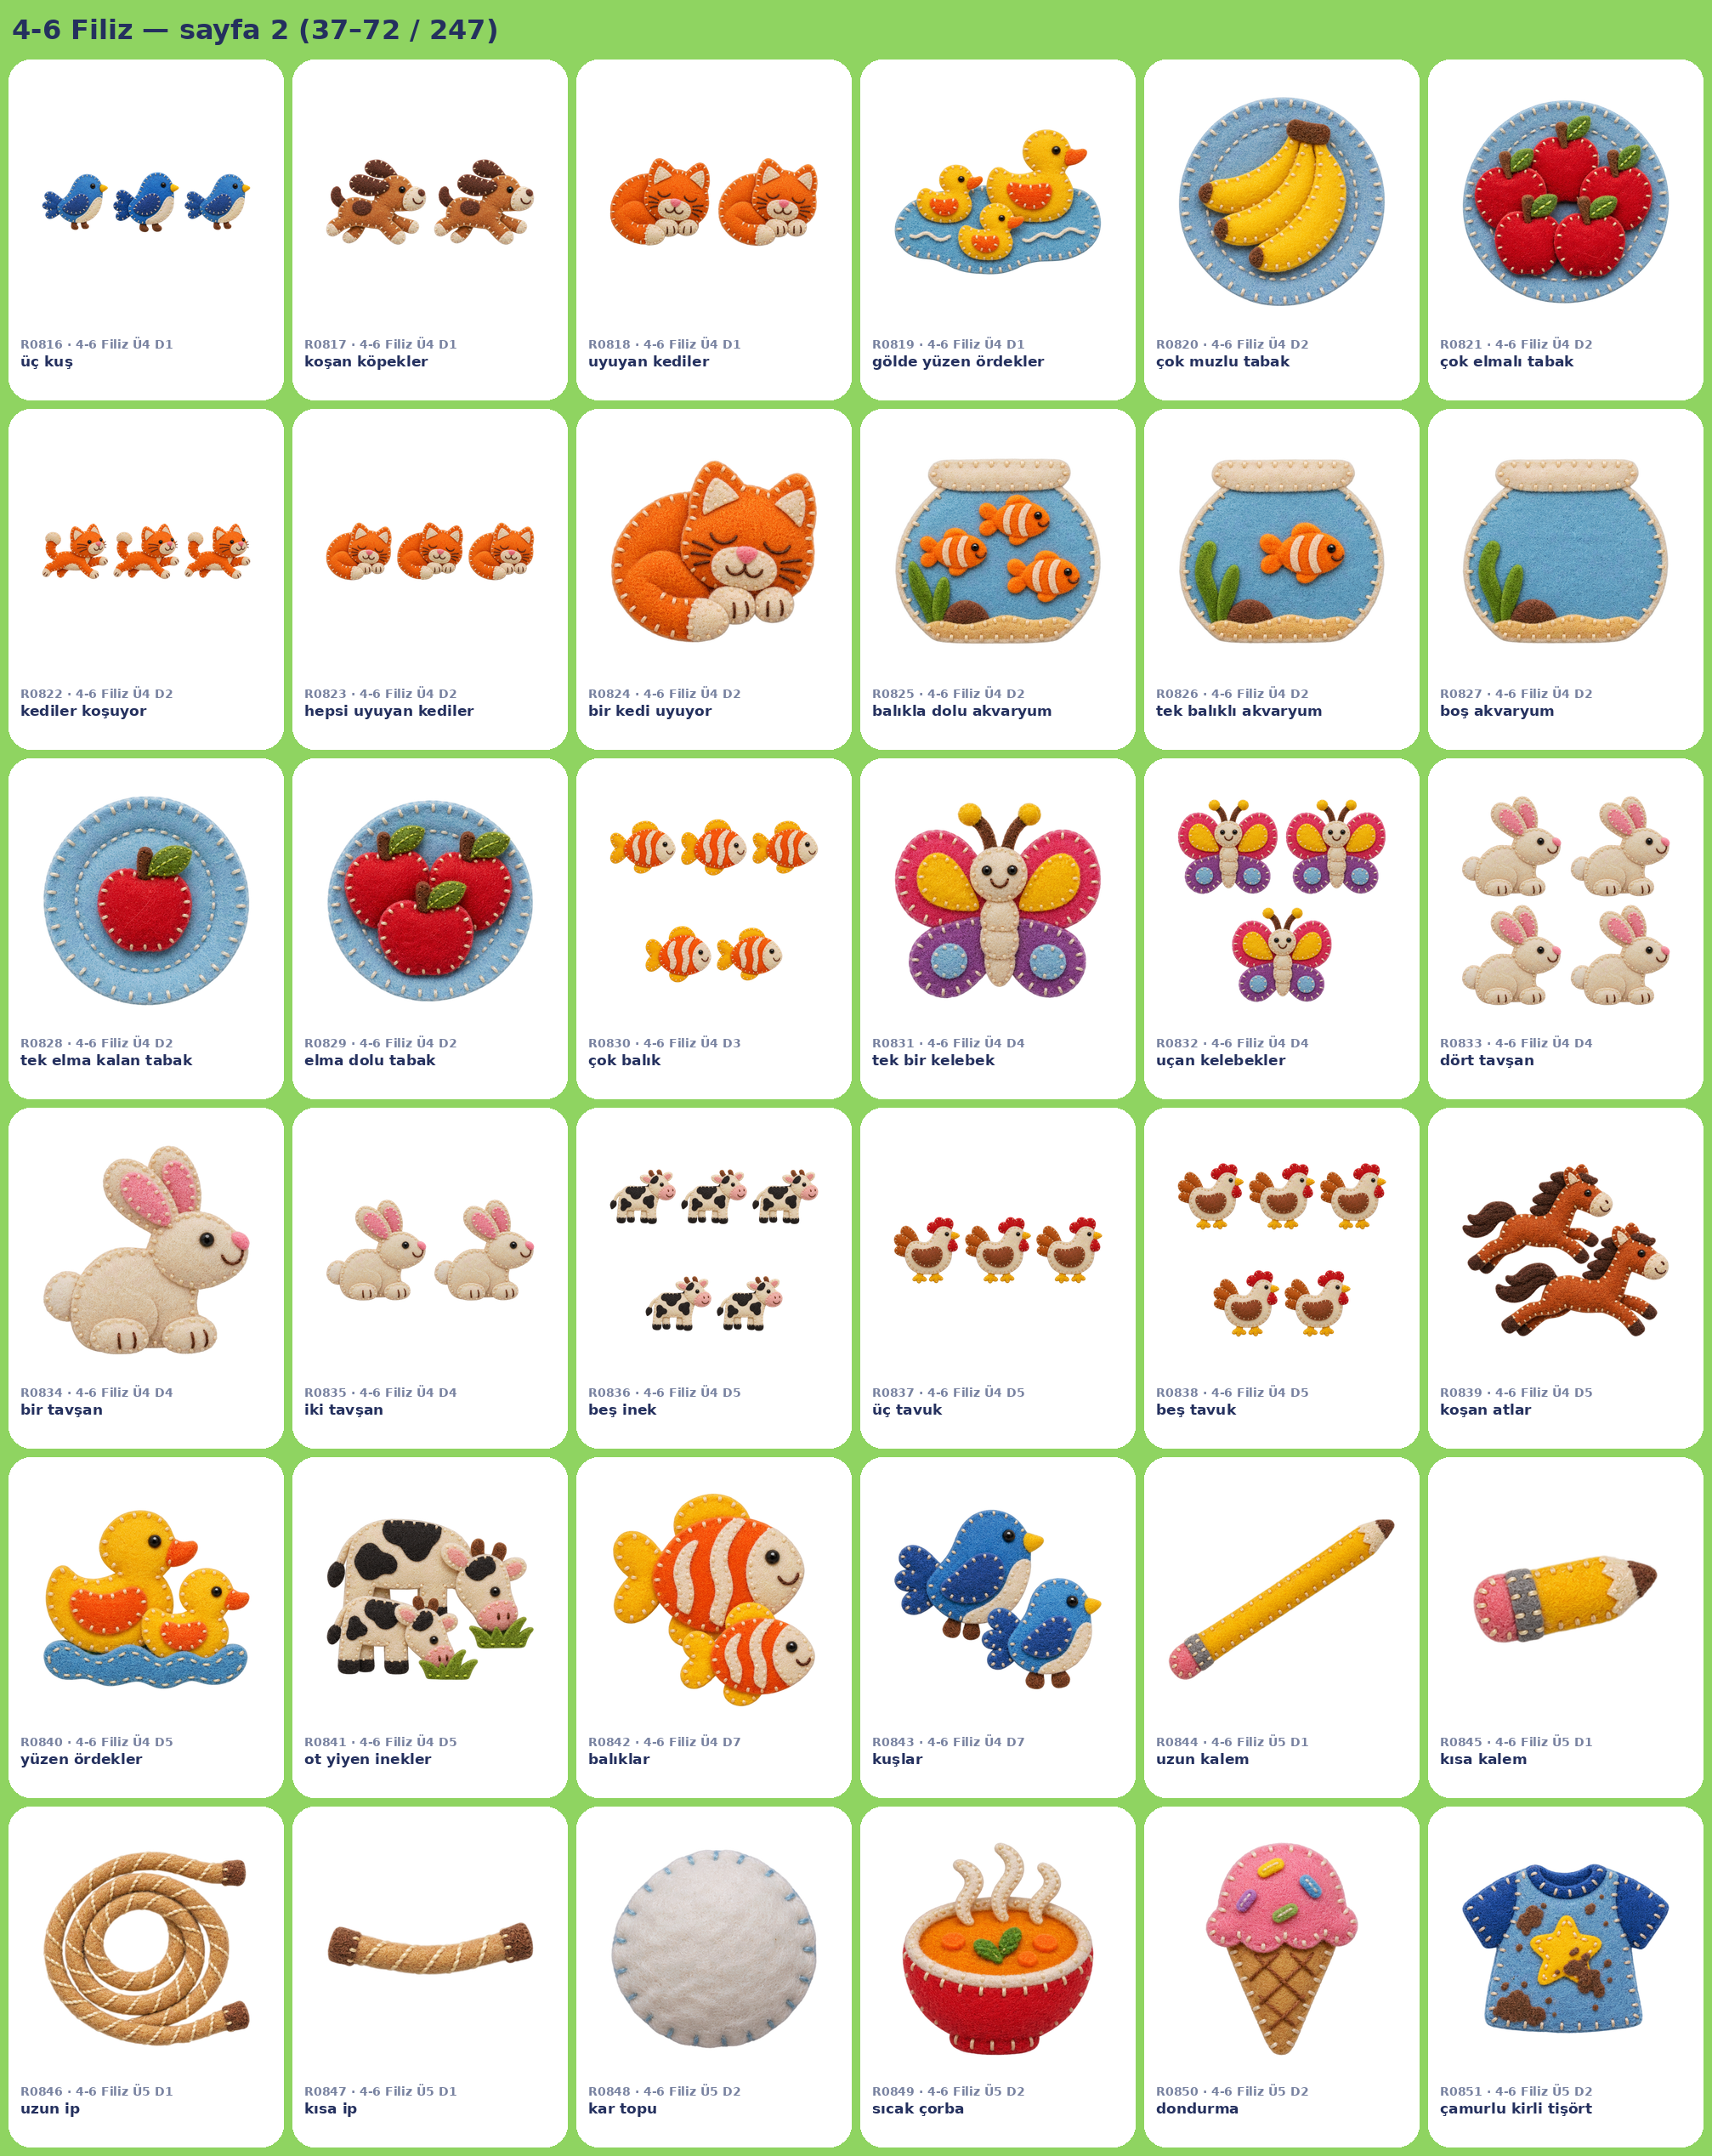 4-6 Filiz — sayfa 2 (37–72 / 247)
R0816 · 4-6 Filiz Ü4 D1
üç kuş
R0817 · 4-6 Filiz Ü4 D1
koşan köpekler
R0818 · 4-6 Filiz Ü4 D1
uyuyan kediler
R0819 · 4-6 Filiz Ü4 D1
gölde yüzen ördekler
R0820 · 4-6 Filiz Ü4 D2
çok muzlu tabak
R0821 · 4-6 Filiz Ü4 D2
çok elmalı tabak
R0822 · 4-6 Filiz Ü4 D2
kediler koşuyor
R0823 · 4-6 Filiz Ü4 D2
hepsi uyuyan kediler
R0824 · 4-6 Filiz Ü4 D2
bir kedi uyuyor
R0825 · 4-6 Filiz Ü4 D2
balıkla dolu akvaryum
R0826 · 4-6 Filiz Ü4 D2
tek balıklı akvaryum
R0827 · 4-6 Filiz Ü4 D2
boş akvaryum
R0828 · 4-6 Filiz Ü4 D2
tek elma kalan tabak
R0829 · 4-6 Filiz Ü4 D2
elma dolu tabak
R0830 · 4-6 Filiz Ü4 D3
çok balık
R0831 · 4-6 Filiz Ü4 D4
tek bir kelebek
R0832 · 4-6 Filiz Ü4 D4
uçan kelebekler
R0833 · 4-6 Filiz Ü4 D4
dört tavşan
R0834 · 4-6 Filiz Ü4 D4
bir tavşan
R0835 · 4-6 Filiz Ü4 D4
iki tavşan
R0836 · 4-6 Filiz Ü4 D5
beş inek
R0837 · 4-6 Filiz Ü4 D5
üç tavuk
R0838 · 4-6 Filiz Ü4 D5
beş tavuk
R0839 · 4-6 Filiz Ü4 D5
koşan atlar
R0840 · 4-6 Filiz Ü4 D5
yüzen ördekler
R0841 · 4-6 Filiz Ü4 D5
ot yiyen inekler
R0842 · 4-6 Filiz Ü4 D7
balıklar
R0843 · 4-6 Filiz Ü4 D7
kuşlar
R0844 · 4-6 Filiz Ü5 D1
uzun kalem
R0845 · 4-6 Filiz Ü5 D1
kısa kalem
R0846 · 4-6 Filiz Ü5 D1
uzun ip
R0847 · 4-6 Filiz Ü5 D1
kısa ip
R0848 · 4-6 Filiz Ü5 D2
kar topu
R0849 · 4-6 Filiz Ü5 D2
sıcak çorba
R0850 · 4-6 Filiz Ü5 D2
dondurma
R0851 · 4-6 Filiz Ü5 D2
çamurlu kirli tişört